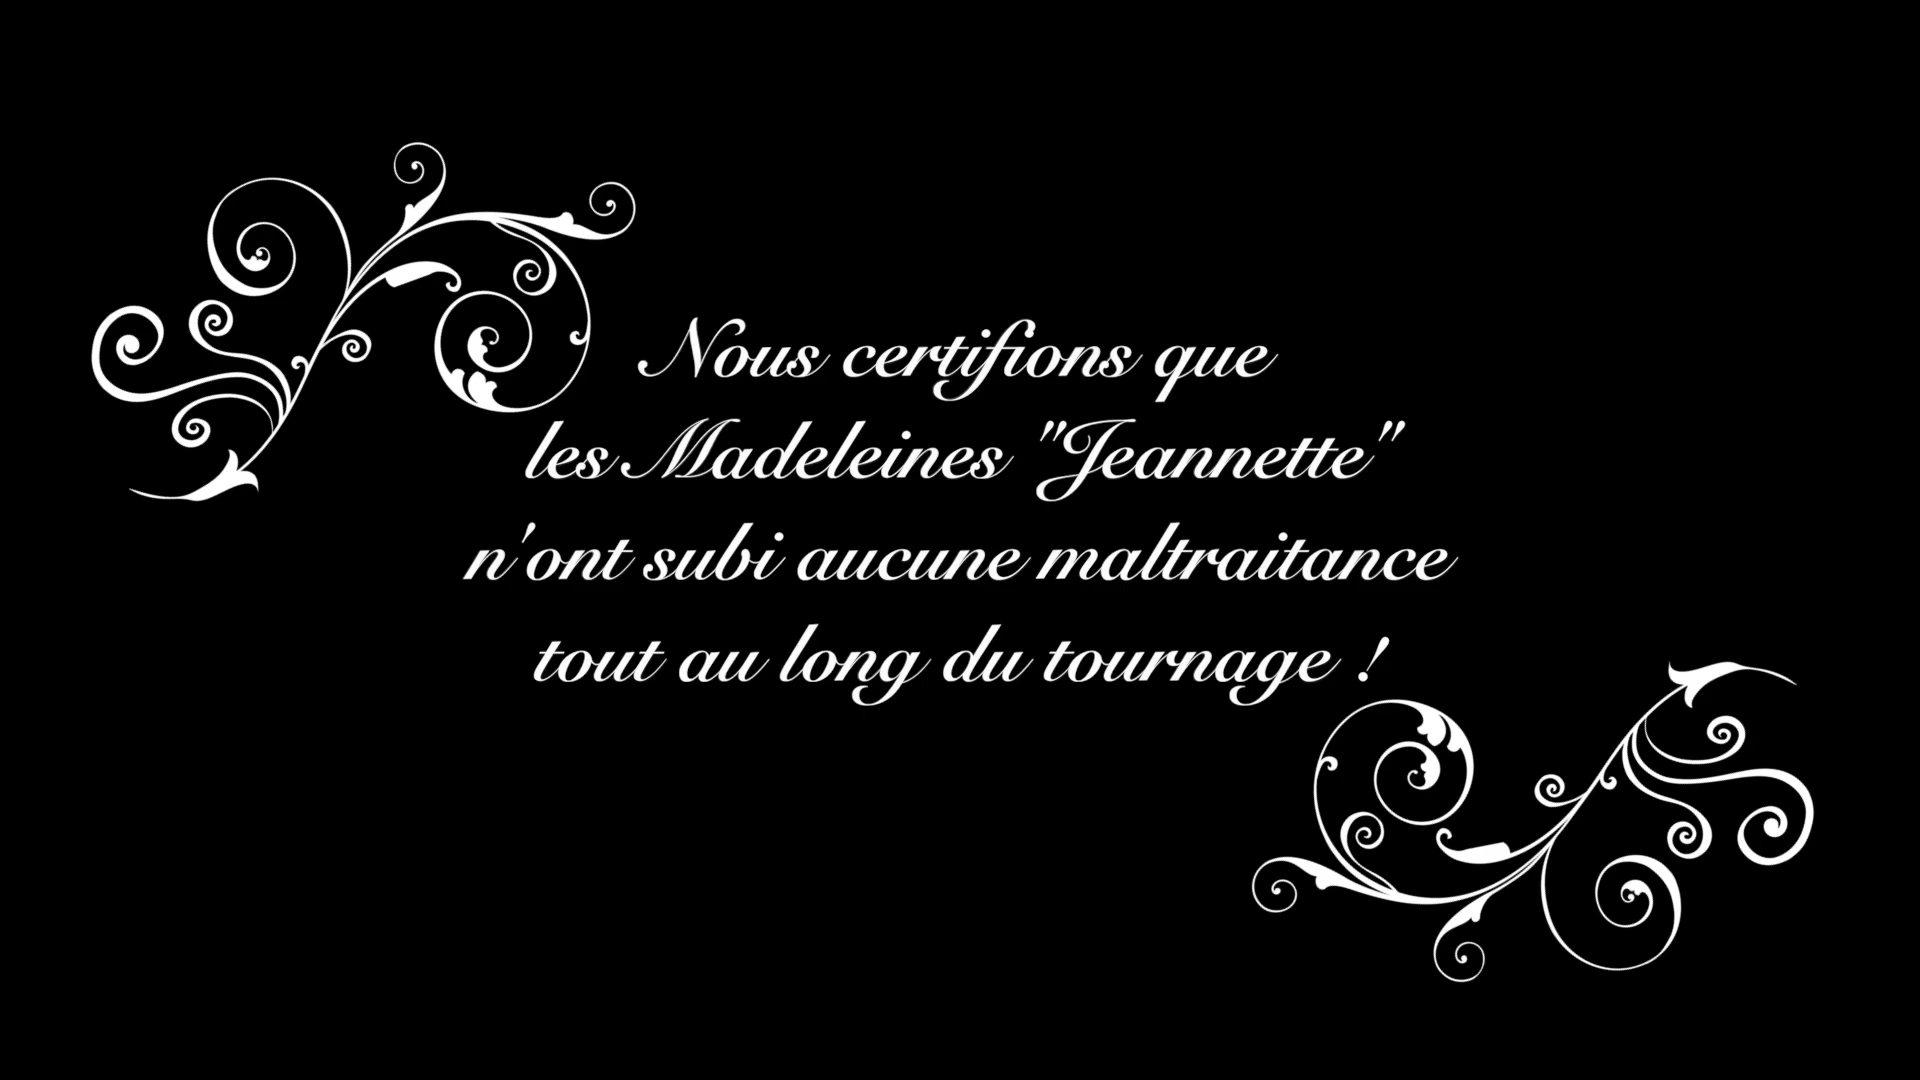 Nous certifions que
les Madeleines "Jeannette"
n'ont subi aucune maltraitance
tout au long du tournage !